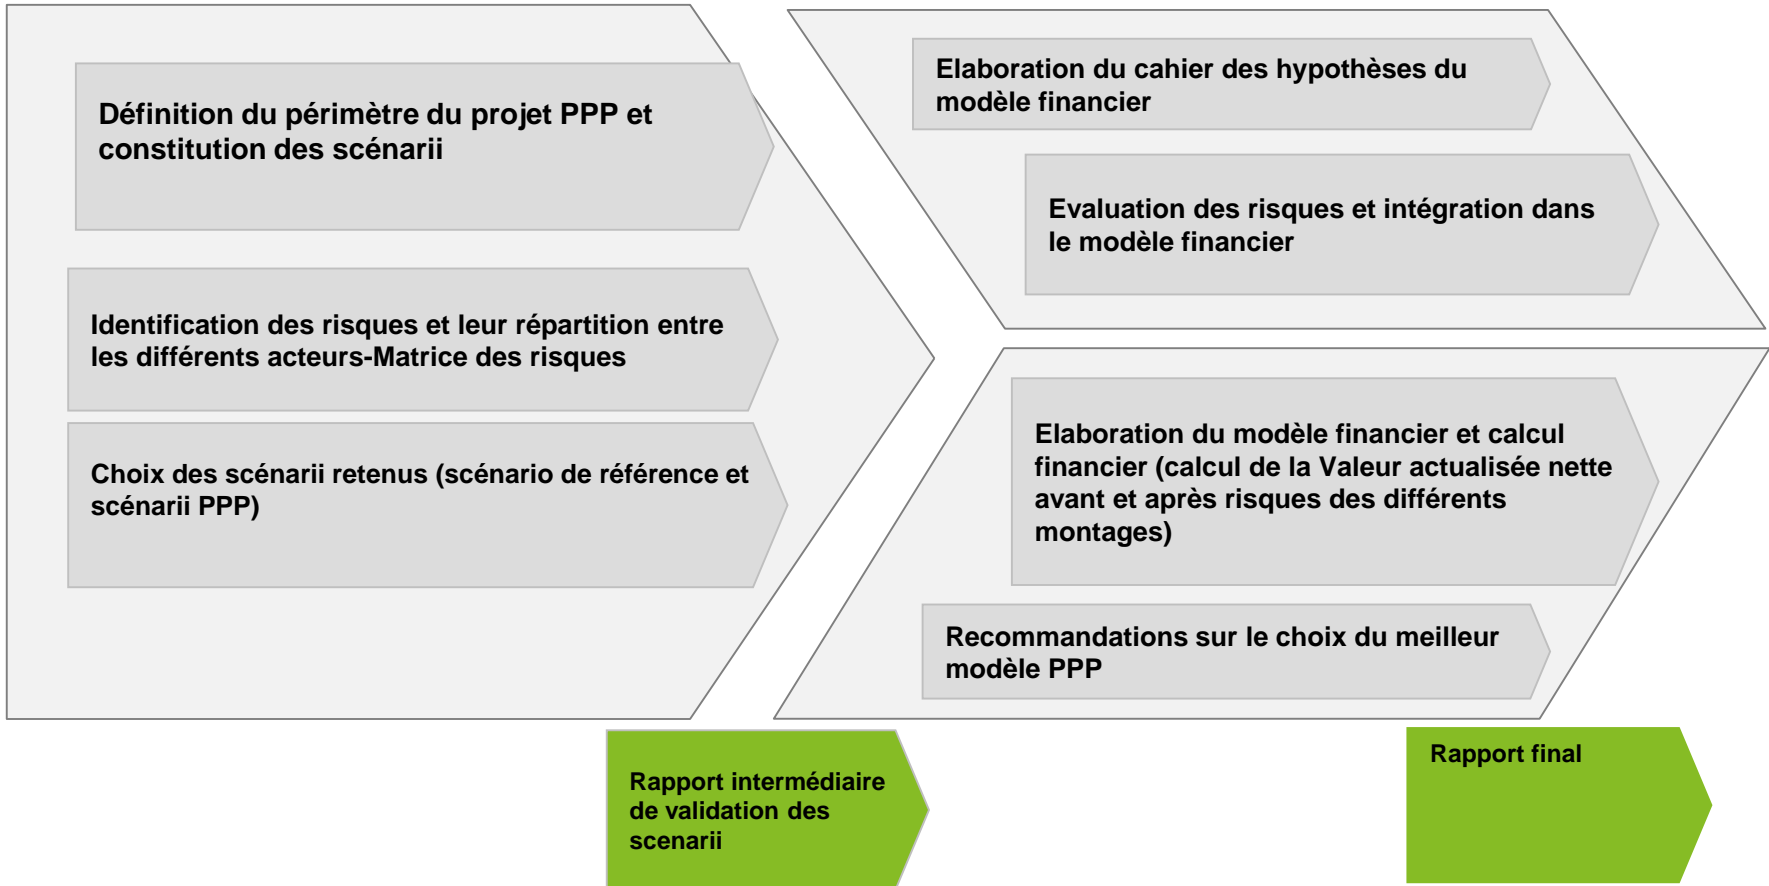 Définition du périmètre du projet PPP et
constitution des scénarii
Identification des risques et leur répartition entre
les différents acteurs-Matrice des risques
Choix des scénarii retenus (scénario de référence et
scénarii PPP)
Elaboration du cahier des hypothèses du
modèle financier
Evaluation des risques et intégration dans
le modèle financier
Elaboration du modèle financier et calcul
financier (calcul de la Valeur actualisée nette
avant et après risques des différents
montages)
Recommandations sur le choix du meilleur
modèle PPP
Rapport intermédiaire
de validation des
scenarii
Rapport final